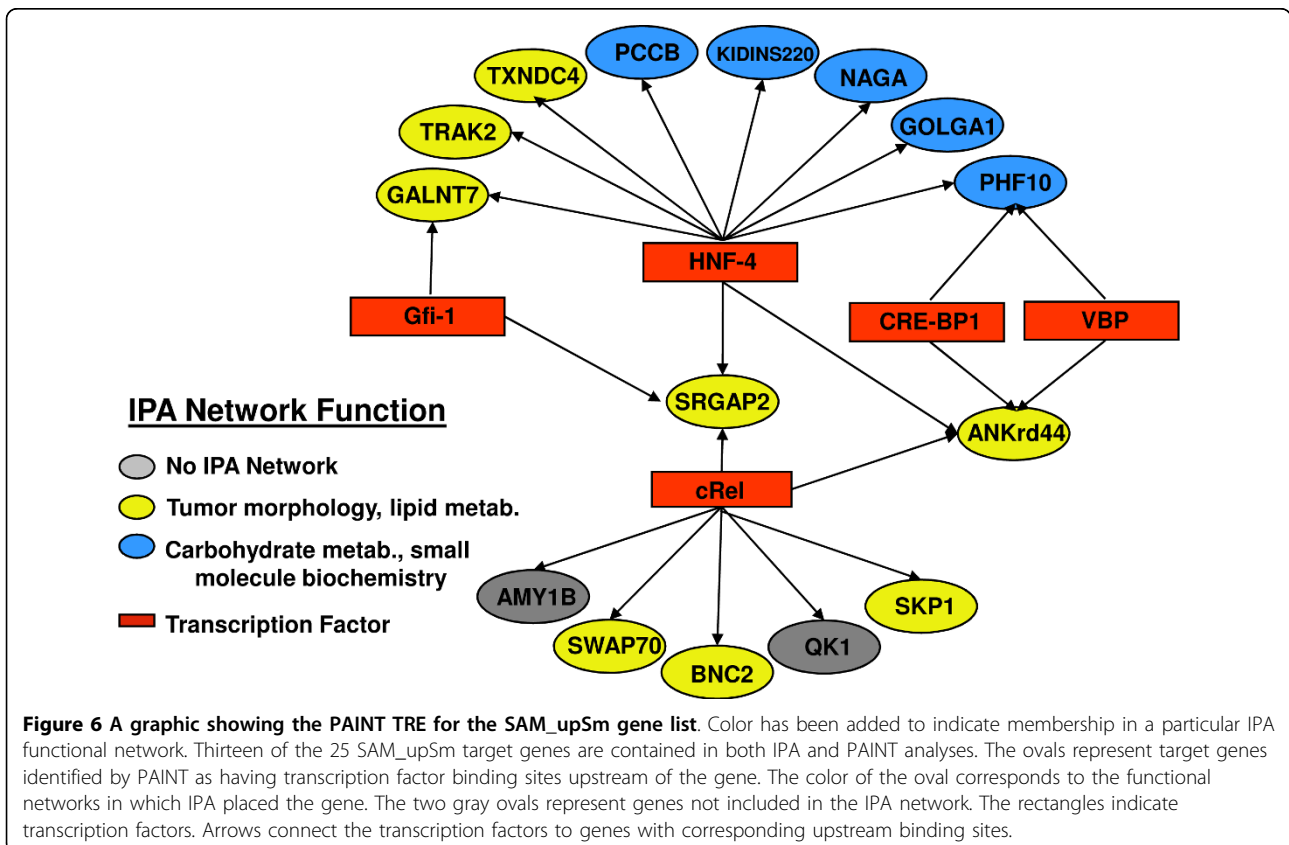 PCCB
KIDINS220
TXNDC4
NAGA
TRAK2
GOLGA1
GALNT7
PHF10
HNF-4
Gfi-1
CRE-BP1
VBP
SRGAP2
ANKrd44
IPA Network Function
No IPA Network
Tumor morphology, lipid metab.
Carbohydrate metab., small
molecule biochemistry
Transcription Factor
cRel
AMY1B
SWAP70
BNC2
QK1
SKP1
Figure 6 A graphic showing the PAINT TRE for the SAM_upSm gene list. Color has been added to indicate membership in a particular IPA
functional network. Thirteen of the 25 SAM_upSm target genes are contained in both IPA and PAINT analyses. The ovals represent target genes
identified by PAINT as having transcription factor binding sites upstream of the gene. The color of the oval corresponds to the functional
networks in which IPA placed the gene. The two gray ovals represent genes not included in the IPA network. The rectangles indicate
transcription factors. Arrows connect the transcription factors to genes with corresponding upstream binding sites.